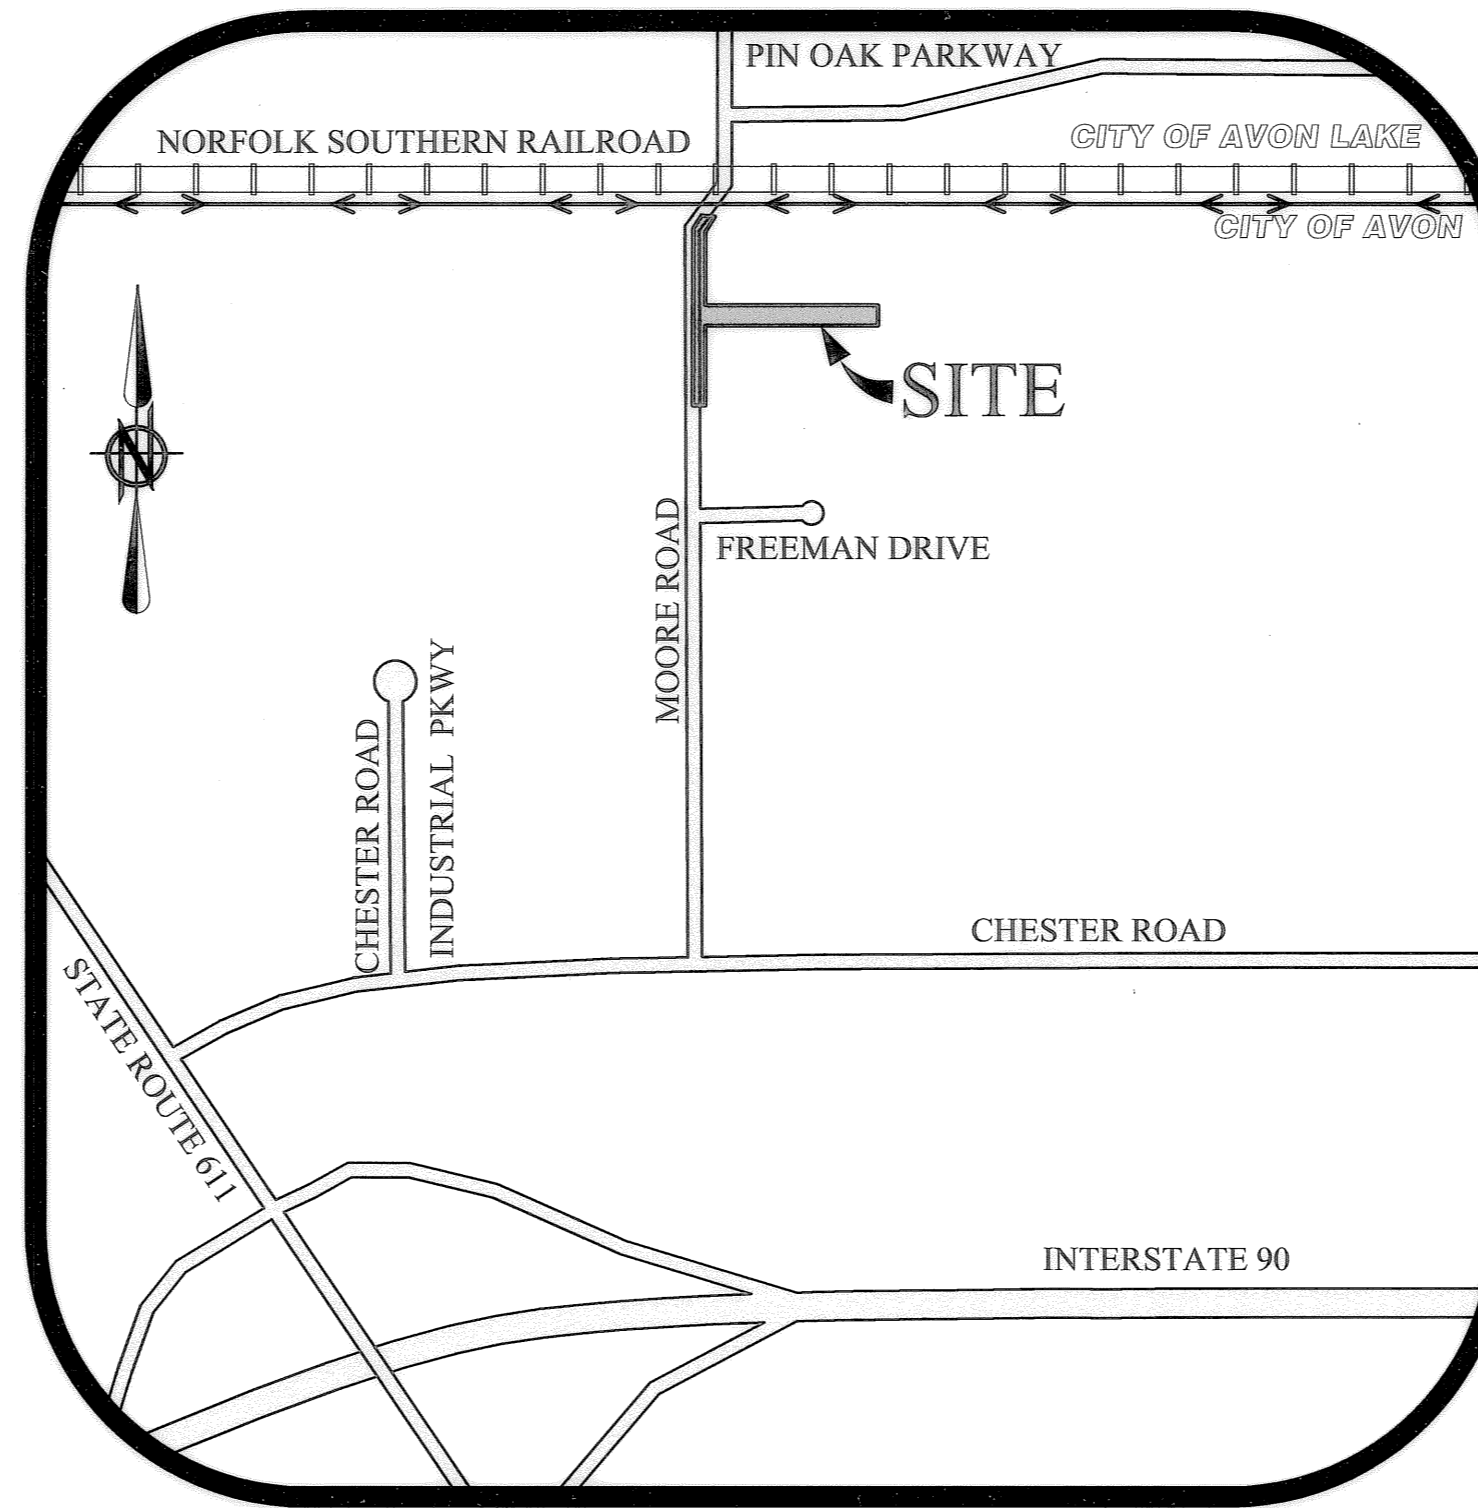 PIN OAK PARKWAY
NORFOLK SOUTHERN RAILROAD
CITY OF AVON LAKE
CITY OF AVON
SITE
N
FREEMAN DRIVE
MOORE ROAD
CHESTER ROAD
INDUSTRIAL PKWY
CHESTER ROAD
STATE ROUTE 611
INTERSTATE 90